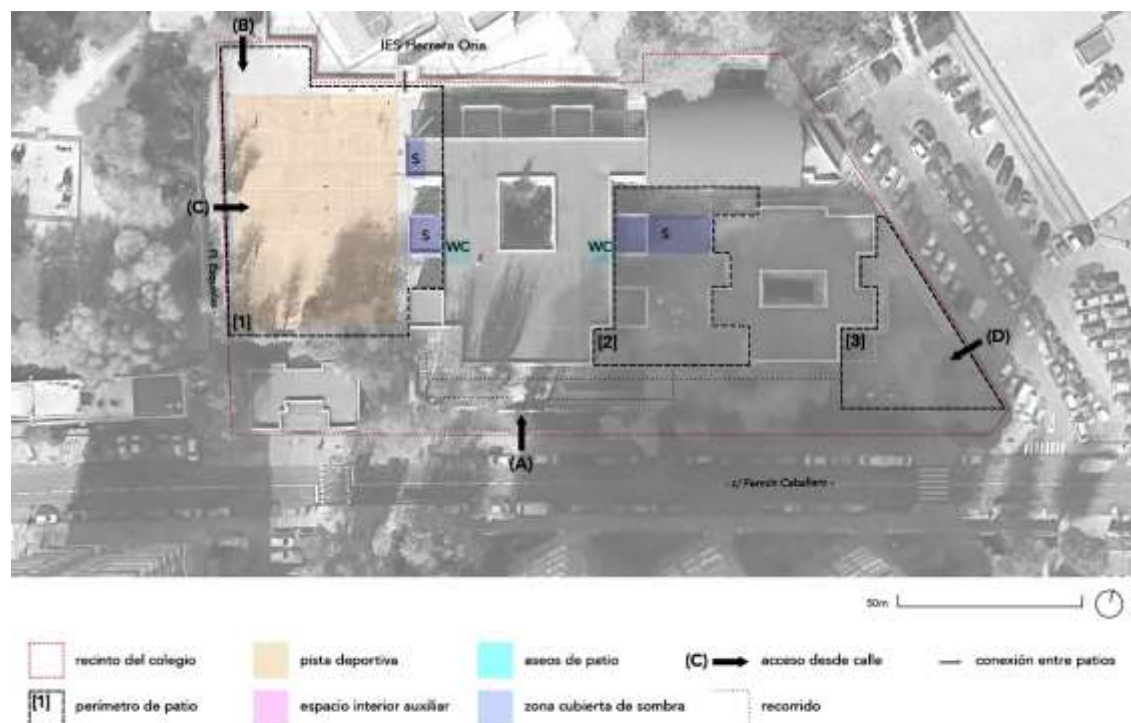 (B)
IES Herrera Oria
S
(C)
S
WC
WC
S
[1]
[2]
[3]
(D)
(A)
- c/ Fermín Caballero -
50m
recinto del colegio
pista deportiva
aseos de patio
(C)
acceso desde calle
conexión entre patios
[1]
perímetro de patio
espacio interior auxiliar
zona cubierta de sombra
recorrido